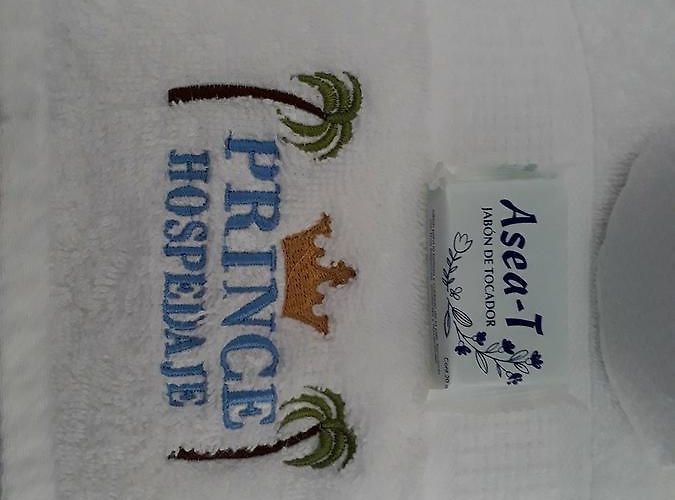 PRINCE
HOSPEDAJE
Asea-T
JABÓN DE TOCADOR